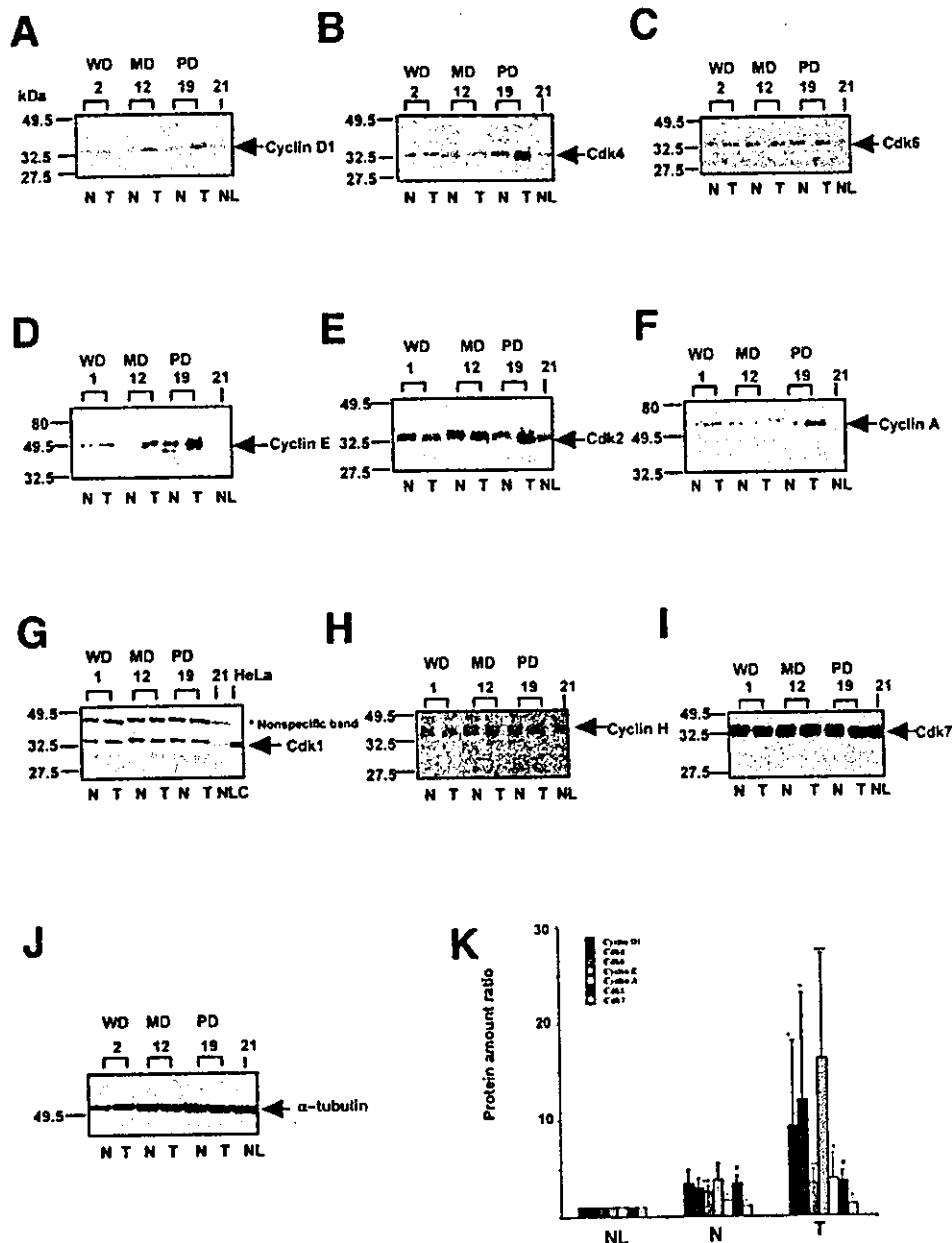 A
WD MD PD
2 12 19 21
kDa
49.5
32.5
27.5
Cyclin D1
N T N T N T NL
B
WD MD PD
2 12 19 21
49.5
32.5
27.5
Cdk4
N T N T N T NL
C
WD MD PD
2 12 19 21
49.5
32.5
27.5
Cdk6
N T N T N T NL
D
WD MD PD
1 12 19 21
80
49.5
32.5
Cyclin E
N T N T N T NL
E
WD MD PD
1 12 19 21
49.5
32.5
27.5
Cdk2
N T N T N T NL
F
WD MD PD
1 12 19 21
80
49.5
32.5
Cyclin A
N T N T N T NL
G
WD MD PD
1 12 19 21 HeLa
49.5
32.5
27.5
* Nonspecific band
Cdk1
N T N T N T NLC
H
WD MD PD
1 12 19 21
49.5
32.5
27.5
Cyclin H
N T N T N T NL
I
WD MD PD
1 12 19 21
49.5
32.5
27.5
Cdk7
N T N T N T NL
J
WD MD PD
2 12 19 21
49.5
α-tubulin
N T N T N T NL
K
Protein amount ratio
30
20
10
Cyclin D1
Cyclin E
Cyclin A
NL N T